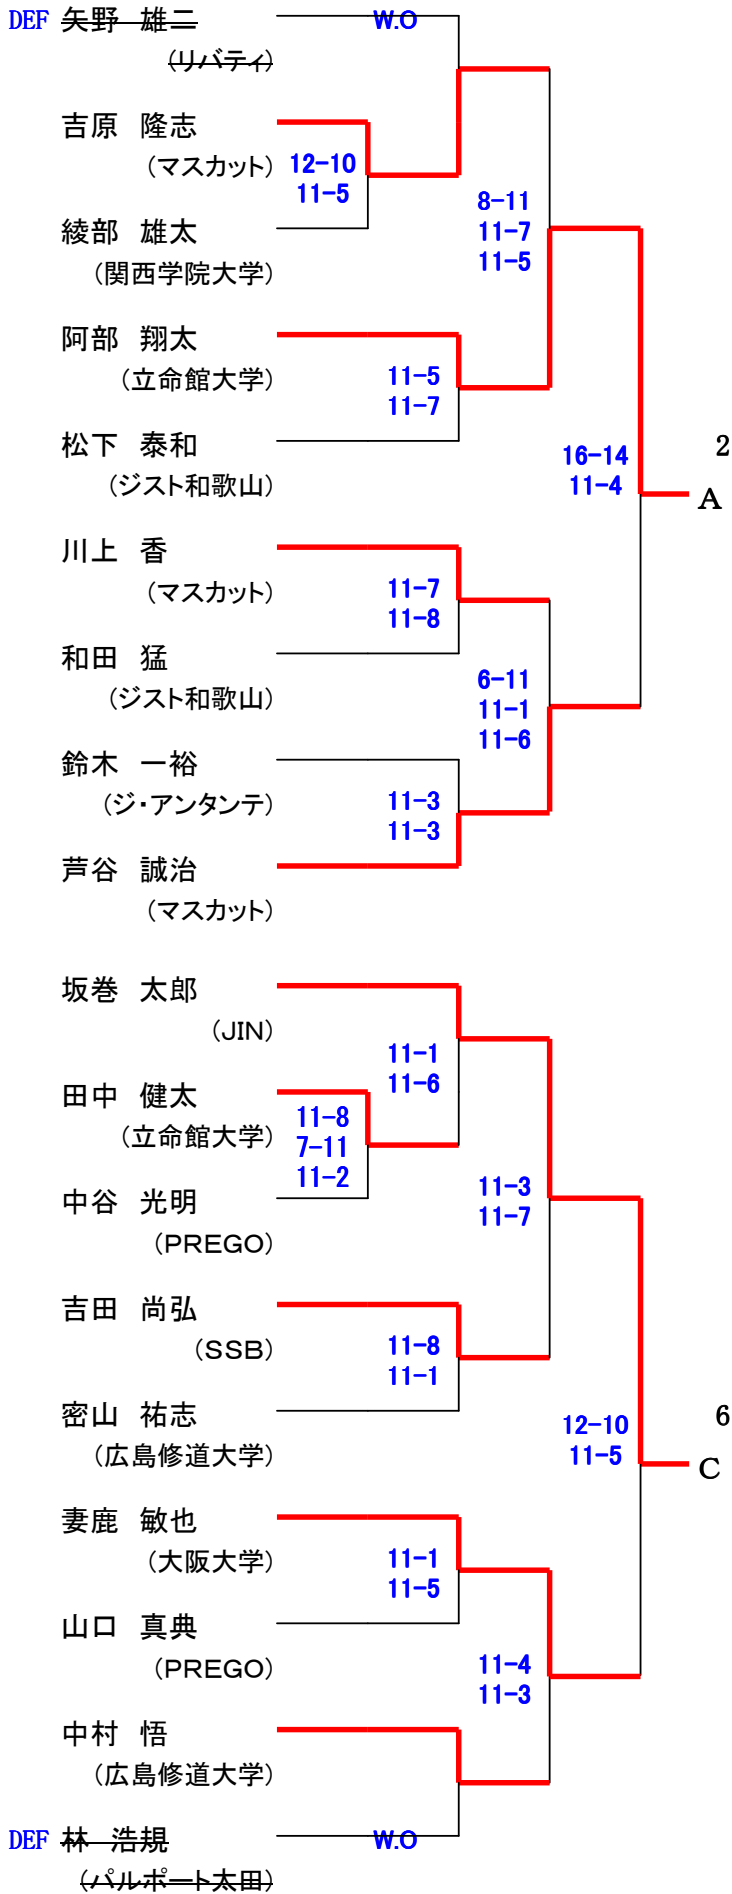 DEF 矢野 雄二 W.O
(リバティ)
吉原 隆志
(マスカット) 12-10
11-5
8-11
綾部 雄太 11-7
(関西学院大学) 11-5
阿部 翔太
(立命館大学) 11-5
11-7
松下 泰和 16-14 2
(ジスト和歌山) 11-4 A
川上 香
(マスカット) 11-7
11-8
和田 猛
(ジスト和歌山) 6-11
11-1
11-6
鈴木 一裕
(ジ・アンタンテ) 11-3
11-3
芦谷 誠治
(マスカット)
坂巻 太郎
(JIN)
11-1
11-6
田中 健太
(立命館大学) 11-8
7-11
11-2
11-3
中谷 光明 11-7
(PREGO)
吉田 尚弘
(SSB) 11-8
11-1
密山 祐志 12-10 6
(広島修道大学) 11-5 C
妻鹿 敏也
(大阪大学) 11-1
11-5
山口 真典
(PREGO) 11-4
11-3
中村 悟
(広島修道大学)
DEF 林 浩規 W.O
(パルポート太田)